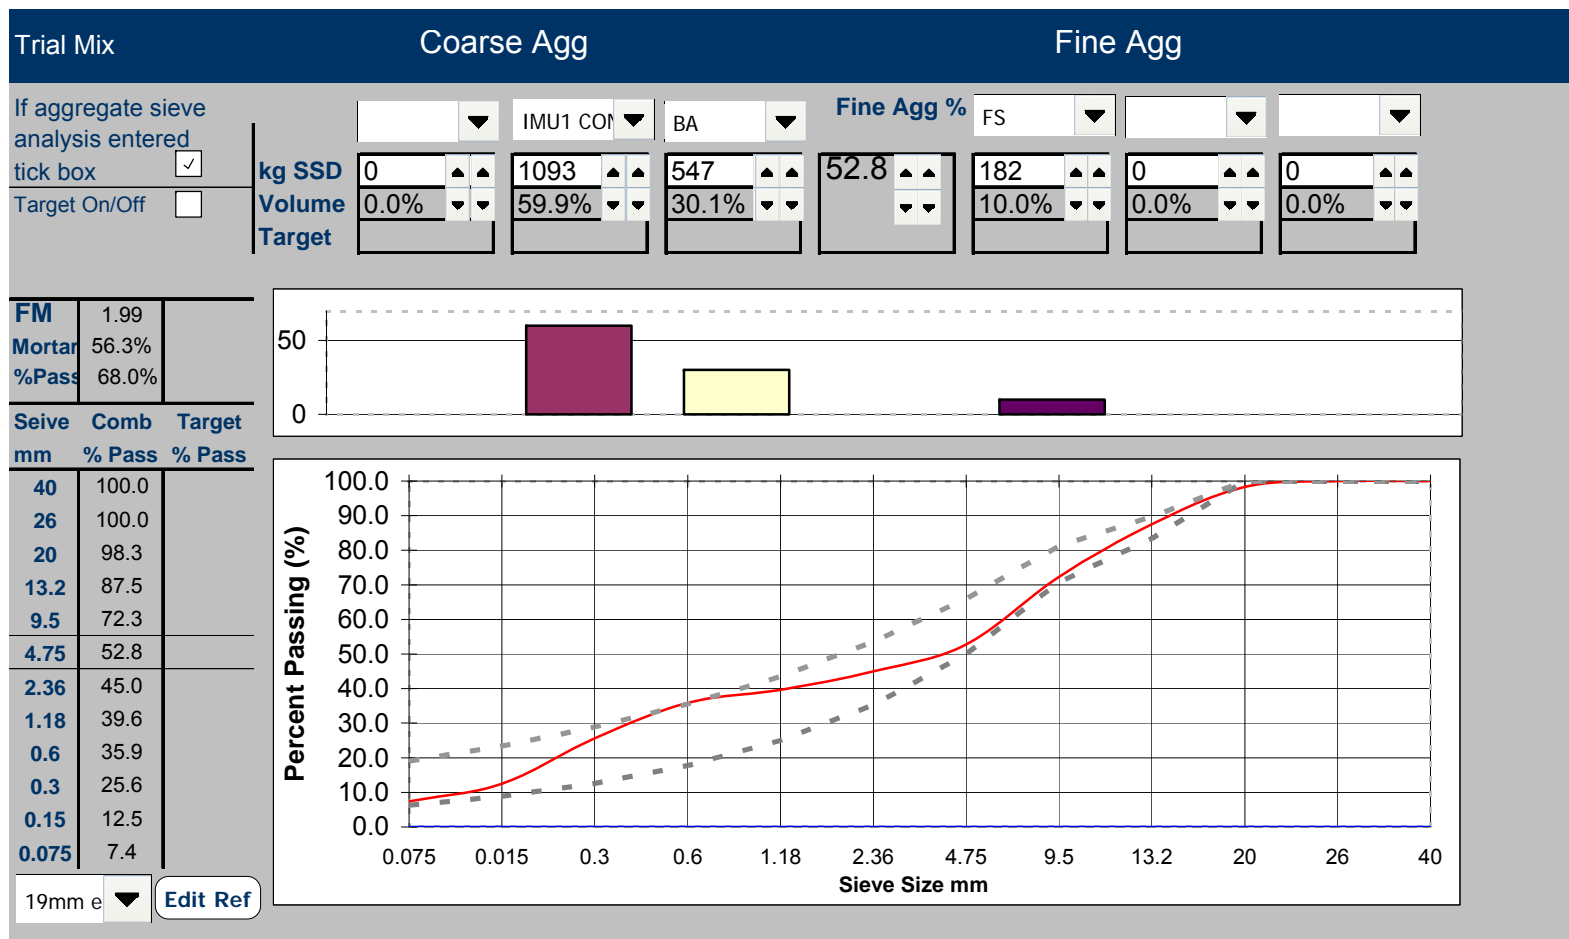 Trial Mix Coarse Agg Fine Agg
If aggregate sieve
analysis entered
tick box
Target On/Off
IMU1 CON BA Fine Agg % FS
kg SSD 0 1093 547 52.8 182 0 0
Volume 0.0% 59.9% 30.1% 10.0% 0.0% 0.0%
Target
FM 1.99
Mortar 56.3%
%Pass 68.0%
Seive Comb Target
mm % Pass % Pass
40 100.0
26 100.0
20 98.3
13.2 87.5
9.5 72.3
4.75 52.8
2.36 45.0
1.18 39.6
0.6 35.9
0.3 25.6
0.15 12.5
0.075 7.4
19mm e Edit Ref
50
0
Percent Passing (%)
100.0
90.0
80.0
70.0
60.0
50.0
40.0
30.0
20.0
10.0
0.0
0.075 0.015 0.3 0.6 1.18 2.36 4.75 9.5 13.2 20 26 40
Sieve Size mm